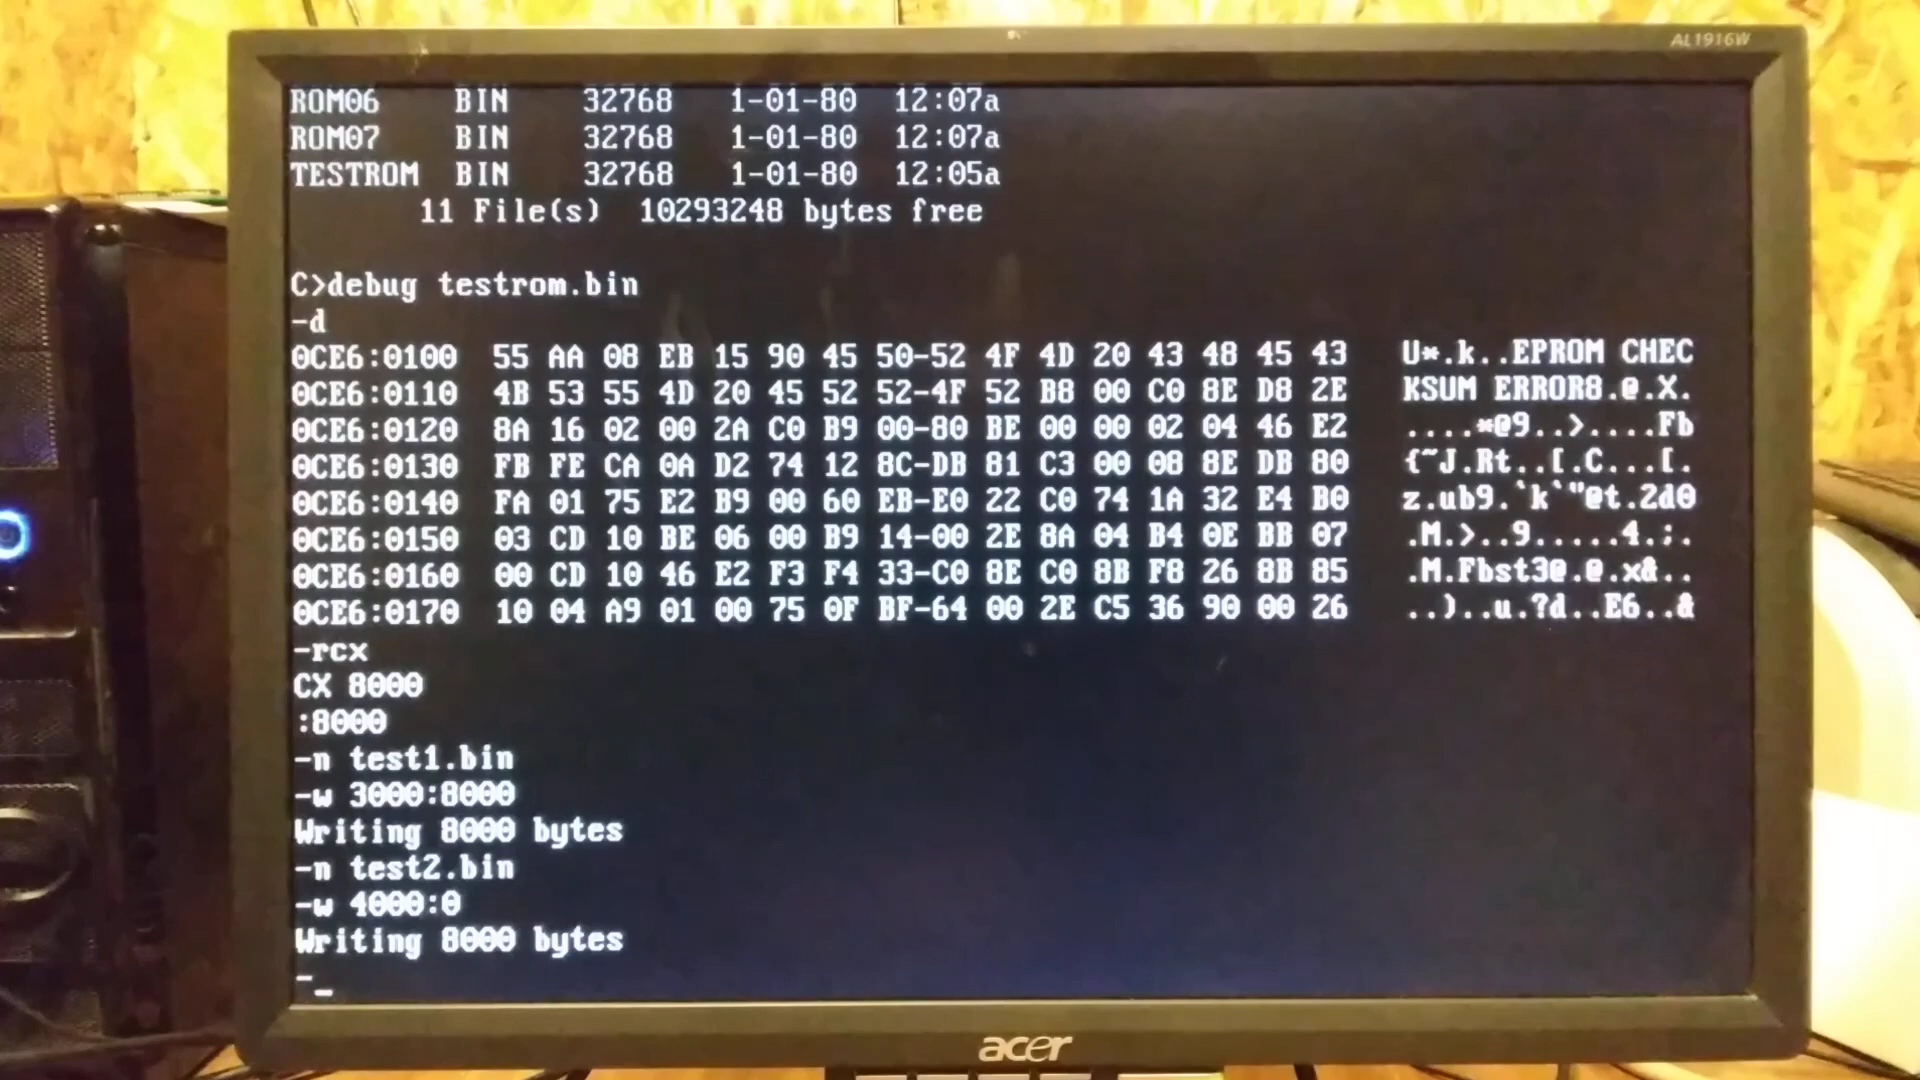 AL1916W
ROM06 BIN 32768 1-01-80 12:07a
ROM07 BIN 32768 1-01-80 12:07a
TESTROM BIN 32768 1-01-80 12:05a
11 File(s) 10293248 bytes free
C>debug testrom.bin
-d
0CE6:0100 55 AA 08 EB 15 90 45 50-52 4F 4D 20 43 48 45 43 U*.k..EPROM CHEC
0CE6:0110 4B 53 55 4D 20 45 52 52-4F 52 B8 00 C0 8E D8 2E KSUM ERROR8.@.X.
0CE6:0120 8A 16 02 00 2A C0 B9 00-80 BE 00 00 02 04 46 E2 ....*@9..>....Fb
0CE6:0130 FB FE CA 0A D2 74 12 8C-DB 81 C3 00 08 8E DB 80 {~J.Rt..[.C...[.
0CE6:0140 FA 01 75 E2 B9 00 60 EB-E0 22 C0 74 1A 32 E4 B0 z.ub9.`k`"@t.2d0
0CE6:0150 03 CD 10 BE 06 00 B9 14-00 2E 8A 04 B4 0E BB 07 .M.>..9.....4.;.
0CE6:0160 00 CD 10 46 E2 F3 F4 33-C0 8E C0 8B F8 26 8B 85 .M.Fbst3@.@.x&..
0CE6:0170 10 04 A9 01 00 75 0F BF-64 00 2E C5 36 90 00 26 ..)..u.?d..E6..&
-rcx
CX 8000
:8000
-n test1.bin
-w 3000:8000
Writing 8000 bytes
-n test2.bin
-w 4000:0
Writing 8000 bytes
-_
acer